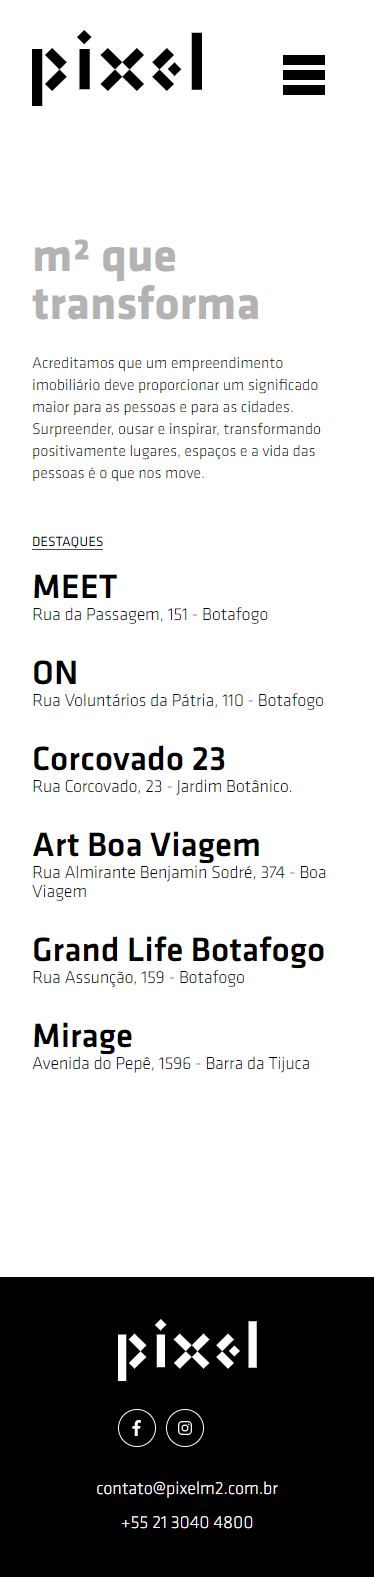 pixel
m² que
transforma
Acreditamos que um empreendimento
imobiliário deve proporcionar um significado
maior para as pessoas e para as cidades.
Surpreender, ousar e inspirar, transformando
positivamente lugares, espaços e a vida das
pessoas é o que nos move.
DESTAQUES
MEET
Rua da Passagem, 151 - Botafogo
ON
Rua Voluntários da Pátria, 110 - Botafogo
Corcovado 23
Rua Corcovado, 23 - Jardim Botânico.
Art Boa Viagem
Rua Almirante Benjamin Sodré, 374 - Boa
Viagem
Grand Life Botafogo
Rua Assunção, 159 - Botafogo
Mirage
Avenida do Pepê, 1596 - Barra da Tijuca
pixel
contato@pixelm2.com.br
+55 21 3040 4800